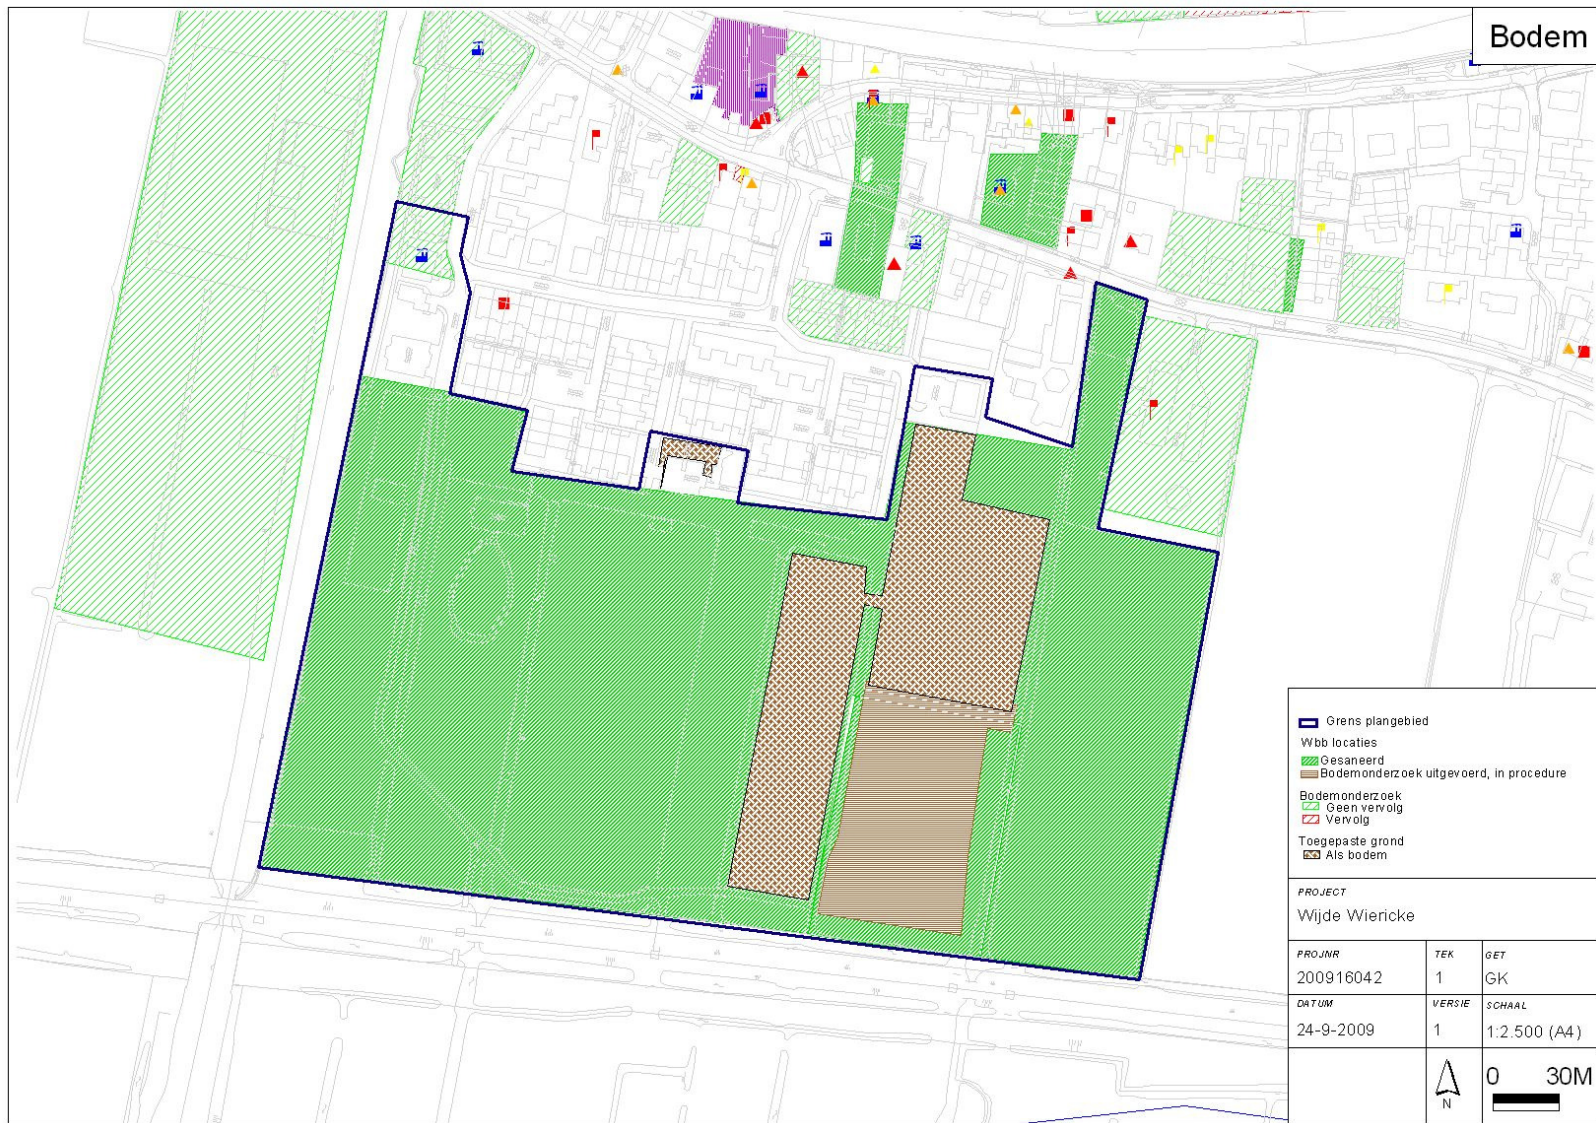 Bodem
Grens plangebied
Wbb locaties
Gesaneerd
Bodemonderzoek uitgevoerd, in procedure
Bodemonderzoek
Geen vervolg
Vervolg
Toegepaste grond
Als bodem
PROJECT
Wijde Wiericke
PROJNR TEK GET
200916042 1 GK
DATUM VERSIE SCHAAL
24-9-2009 1 1:2.500 (A4)
N
0 30M